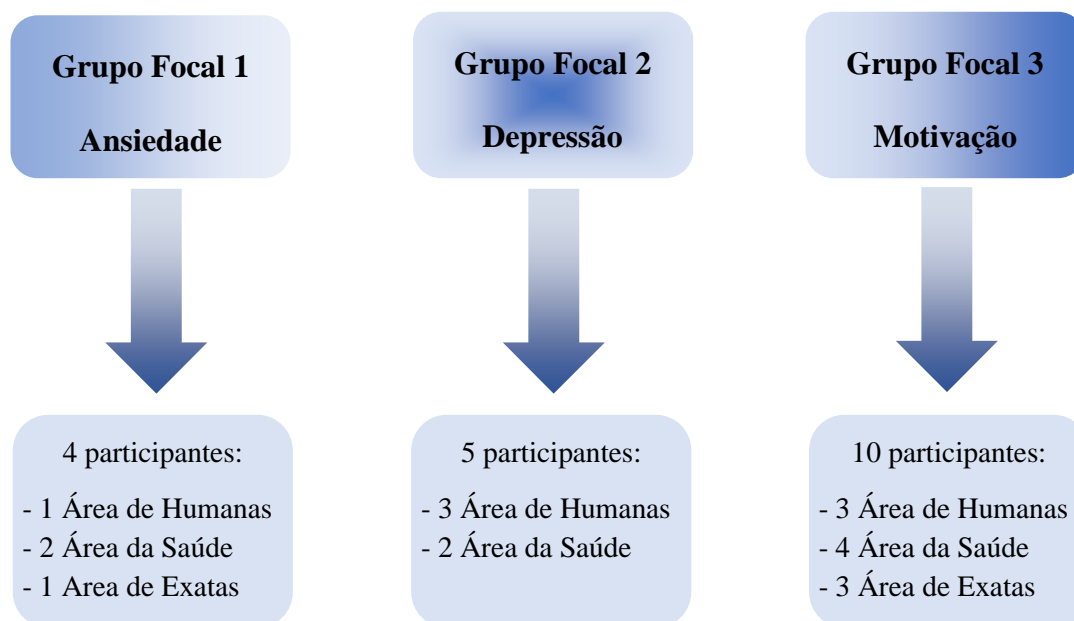 Grupo Focal 1
Ansiedade
Grupo Focal 2
Depressão
Grupo Focal 3
Motivação
4 participantes:
- 1 Área de Humanas
- 2 Área da Saúde
- 1 Area de Exatas
5 participantes:
- 3 Área de Humanas
- 2 Área da Saúde
10 participantes:
- 3 Área de Humanas
- 4 Área da Saúde
- 3 Área de Exatas